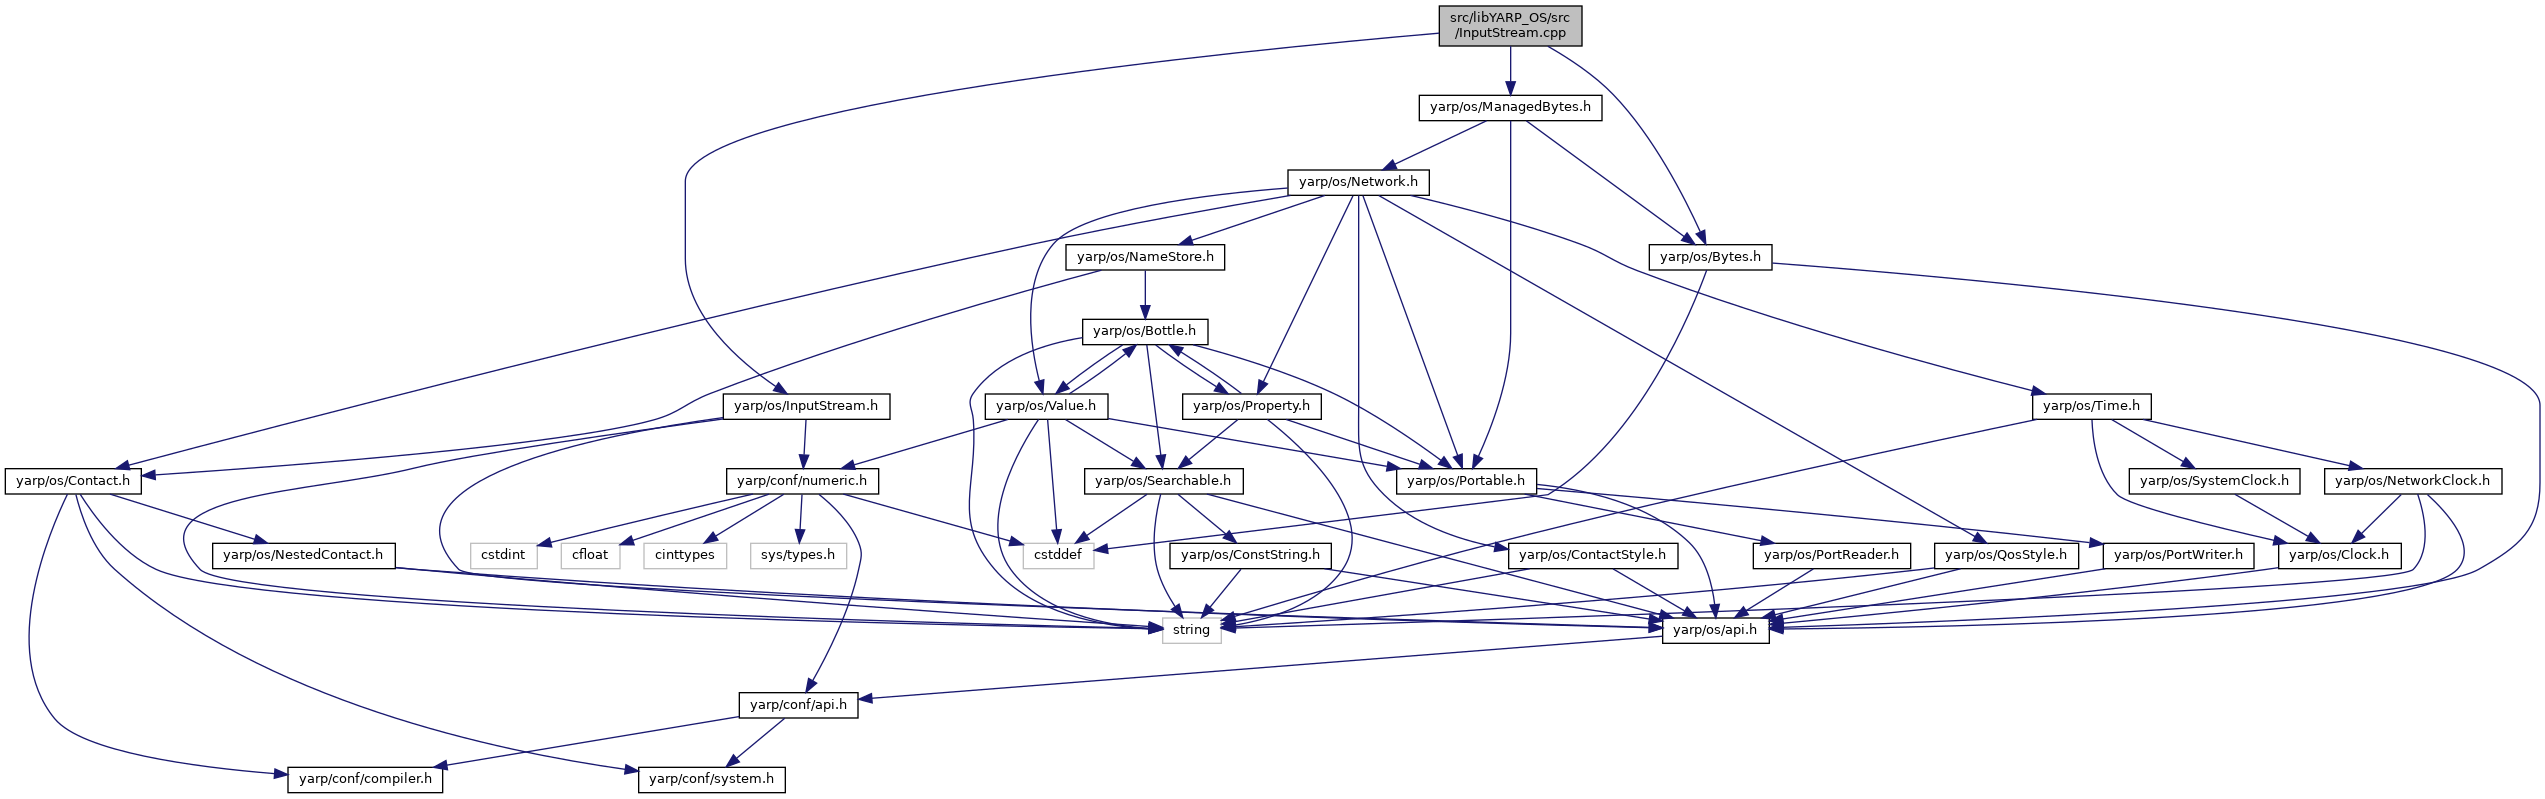 src/libYARP_OS/src
/InputStream.cpp
yarp/os/ManagedBytes.h
yarp/os/Network.h
yarp/os/NameStore.h
yarp/os/Bytes.h
yarp/os/Bottle.h
yarp/os/InputStream.h
yarp/os/Value.h
yarp/os/Property.h
yarp/os/Time.h
yarp/os/Contact.h
yarp/conf/numeric.h
yarp/os/Searchable.h
yarp/os/Portable.h
yarp/os/SystemClock.h
yarp/os/NetworkClock.h
yarp/os/NestedContact.h
cstdint
cfloat
cinttypes
sys/types.h
cstddef
yarp/os/ConstString.h
yarp/os/ContactStyle.h
yarp/os/PortReader.h
yarp/os/QosStyle.h
yarp/os/PortWriter.h
yarp/os/Clock.h
string
yarp/os/api.h
yarp/conf/api.h
yarp/conf/compiler.h
yarp/conf/system.h